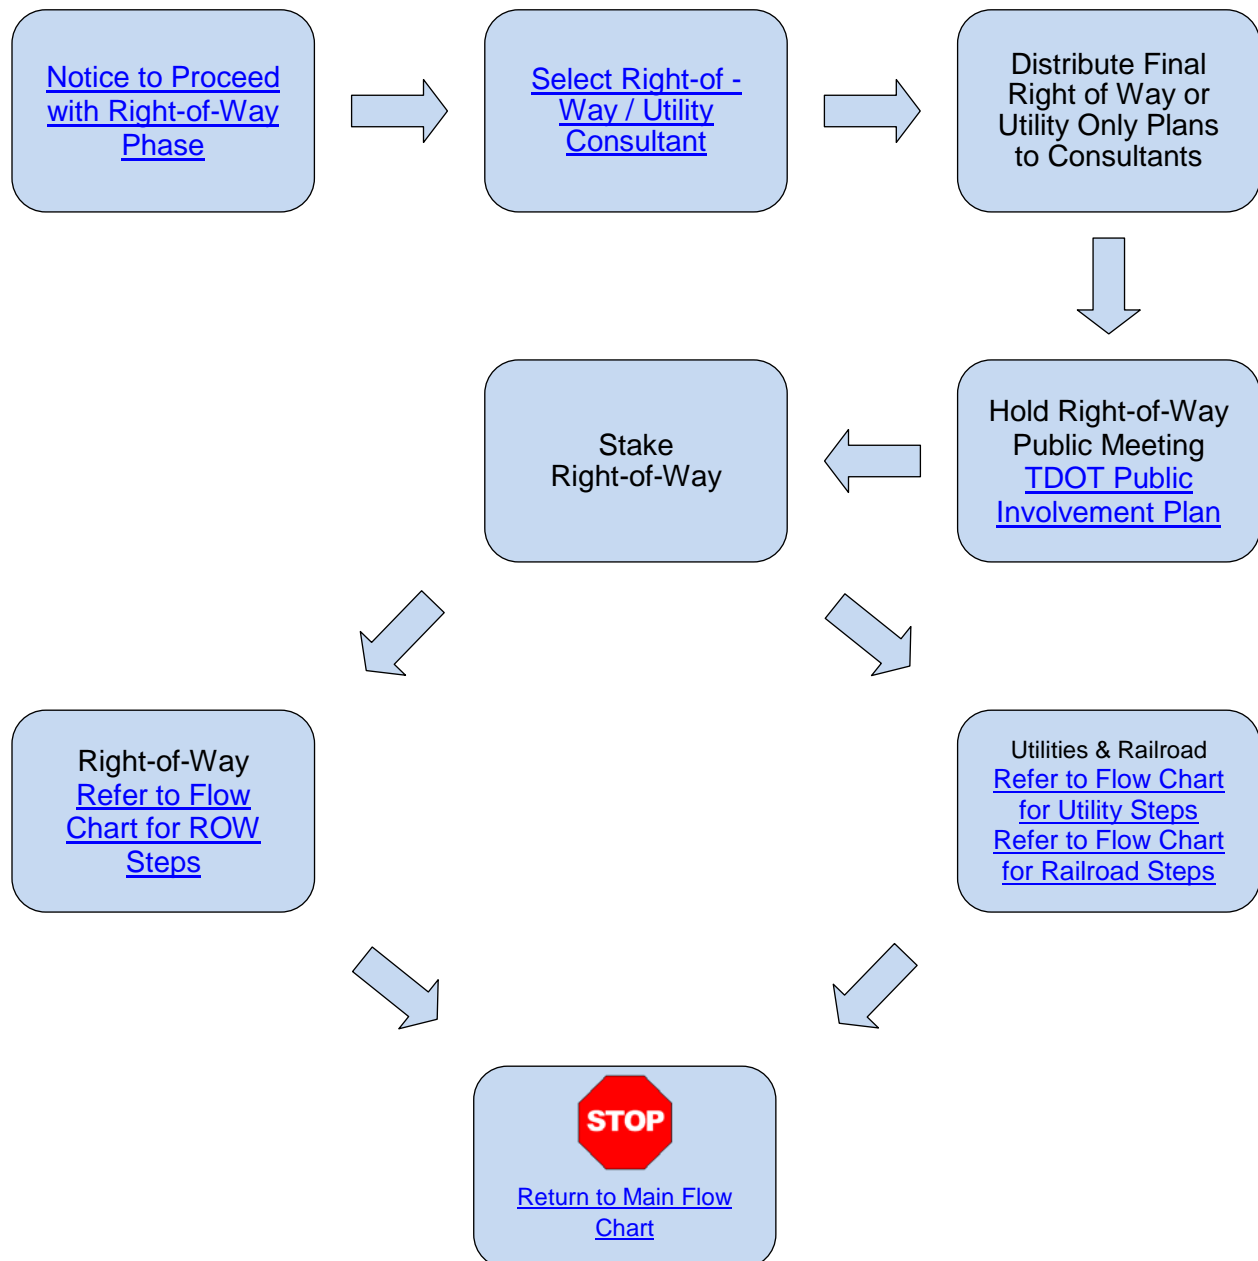 Notice to Proceed
with Right-of-Way
Phase
Select Right-of -
Way / Utility
Consultant
Distribute Final
Right of Way or
Utility Only Plans
to Consultants
Hold Right-of-Way
Public Meeting
TDOT Public
Involvement Plan
Stake
Right-of-Way
Right-of-Way
Refer to Flow
Chart for ROW
Steps
Utilities & Railroad
Refer to Flow Chart
for Utility Steps
Refer to Flow Chart
for Railroad Steps
STOP
Return to Main Flow
Chart